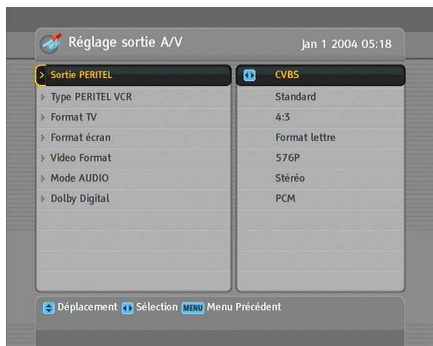 Réglage sortie A/V Jan 1 2004 05:18
Sortie PERITEL CVBS
Type PERITEL VCR Standard
Format TV 4:3
Format écran Format lettre
Video Format 576P
Mode AUDIO Stéréo
Dolby Digital PCM
Déplacement Sélection MENU Menu Précédent